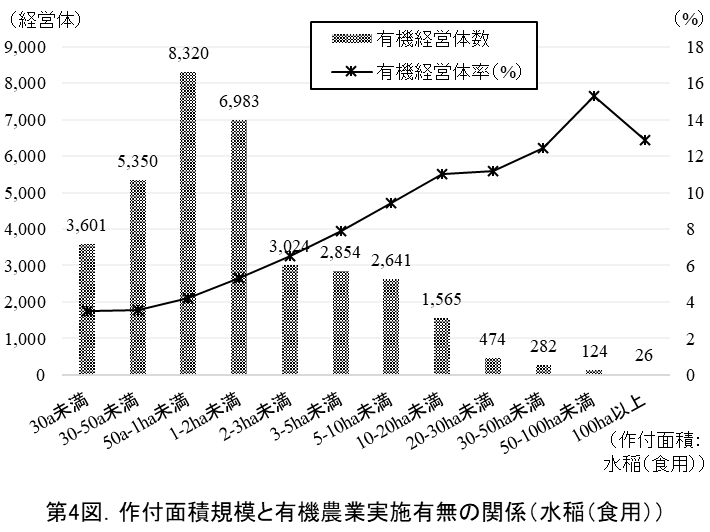 (経営体)
(%)
有機経営体数
有機経営体率(%)
9,000
8,000
7,000
6,000
5,000
4,000
3,000
2,000
1,000
0
18
16
14
12
10
8
6
4
2
0
3,601
5,350
8,320
6,983
3,024
2,854
2,641
1,565
474
282
124
26
30a未満
30-50a未満
50a-1ha未満
1-2ha未満
2-3ha未満
3-5ha未満
5-10ha未満
10-20ha未満
20-30ha未満
30-50ha未満
50-100ha未満
100ha以上
(作付面積:
水稲(食用))
第4図. 作付面積規模と有機農業実施有無の関係(水稲(食用))